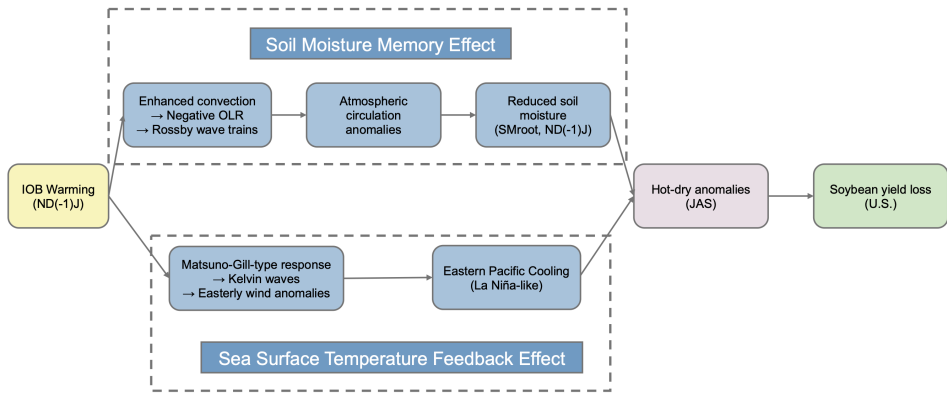 Soil Moisture Memory Effect
Enhanced convection
→ Negative OLR
→ Rossby wave trains
Atmospheric
circulation
anomalies
Reduced soil
moisture
(SMroot, ND(-1)J)
IOB Warming
(ND(-1)J)
Hot-dry anomalies
(JAS)
Soybean yield loss
(U.S.)
Matsuno-Gill-type response
→ Kelvin waves
→ Easterly wind anomalies
Eastern Pacific Cooling
(La Niña-like)
Sea Surface Temperature Feedback Effect